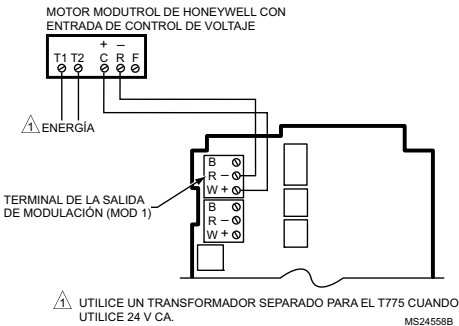 MOTOR MODUTROL DE HONEYWELL CON
ENTRADA DE CONTROL DE VOLTAJE
+ –
T1 T2 C R F
1 ENERGÍA
B
R –
W +
TERMINAL DE LA SALIDA
DE MODULACIÓN (MOD 1)
B
R –
W +
1 UTILICE UN TRANSFORMADOR SEPARADO PARA EL T775 CUANDO
UTILICE 24 V CA.
MS24558B